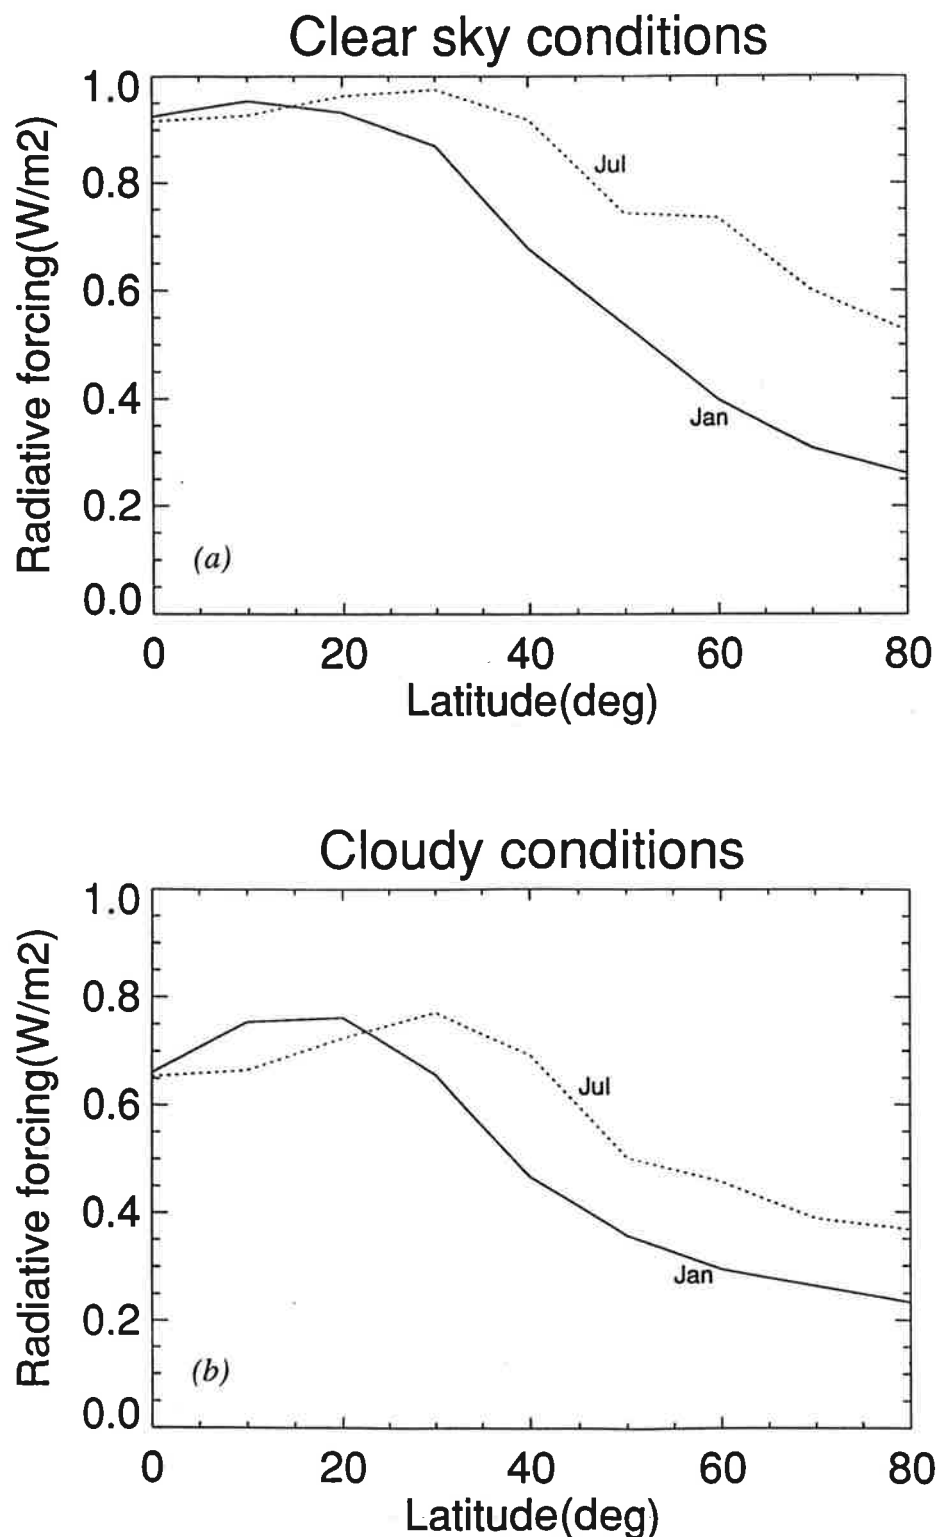 Clear sky conditions
1.0
0.8
0.6
0.4
0.2
0.0
Radiative forcing(W/m2)
Jul
Jan
(a)
0 20 40 60 80
Latitude(deg)
Cloudy conditions
1.0
0.8
0.6
0.4
0.2
0.0
Radiative forcing(W/m2)
Jul
Jan
(b)
0 20 40 60 80
Latitude(deg)